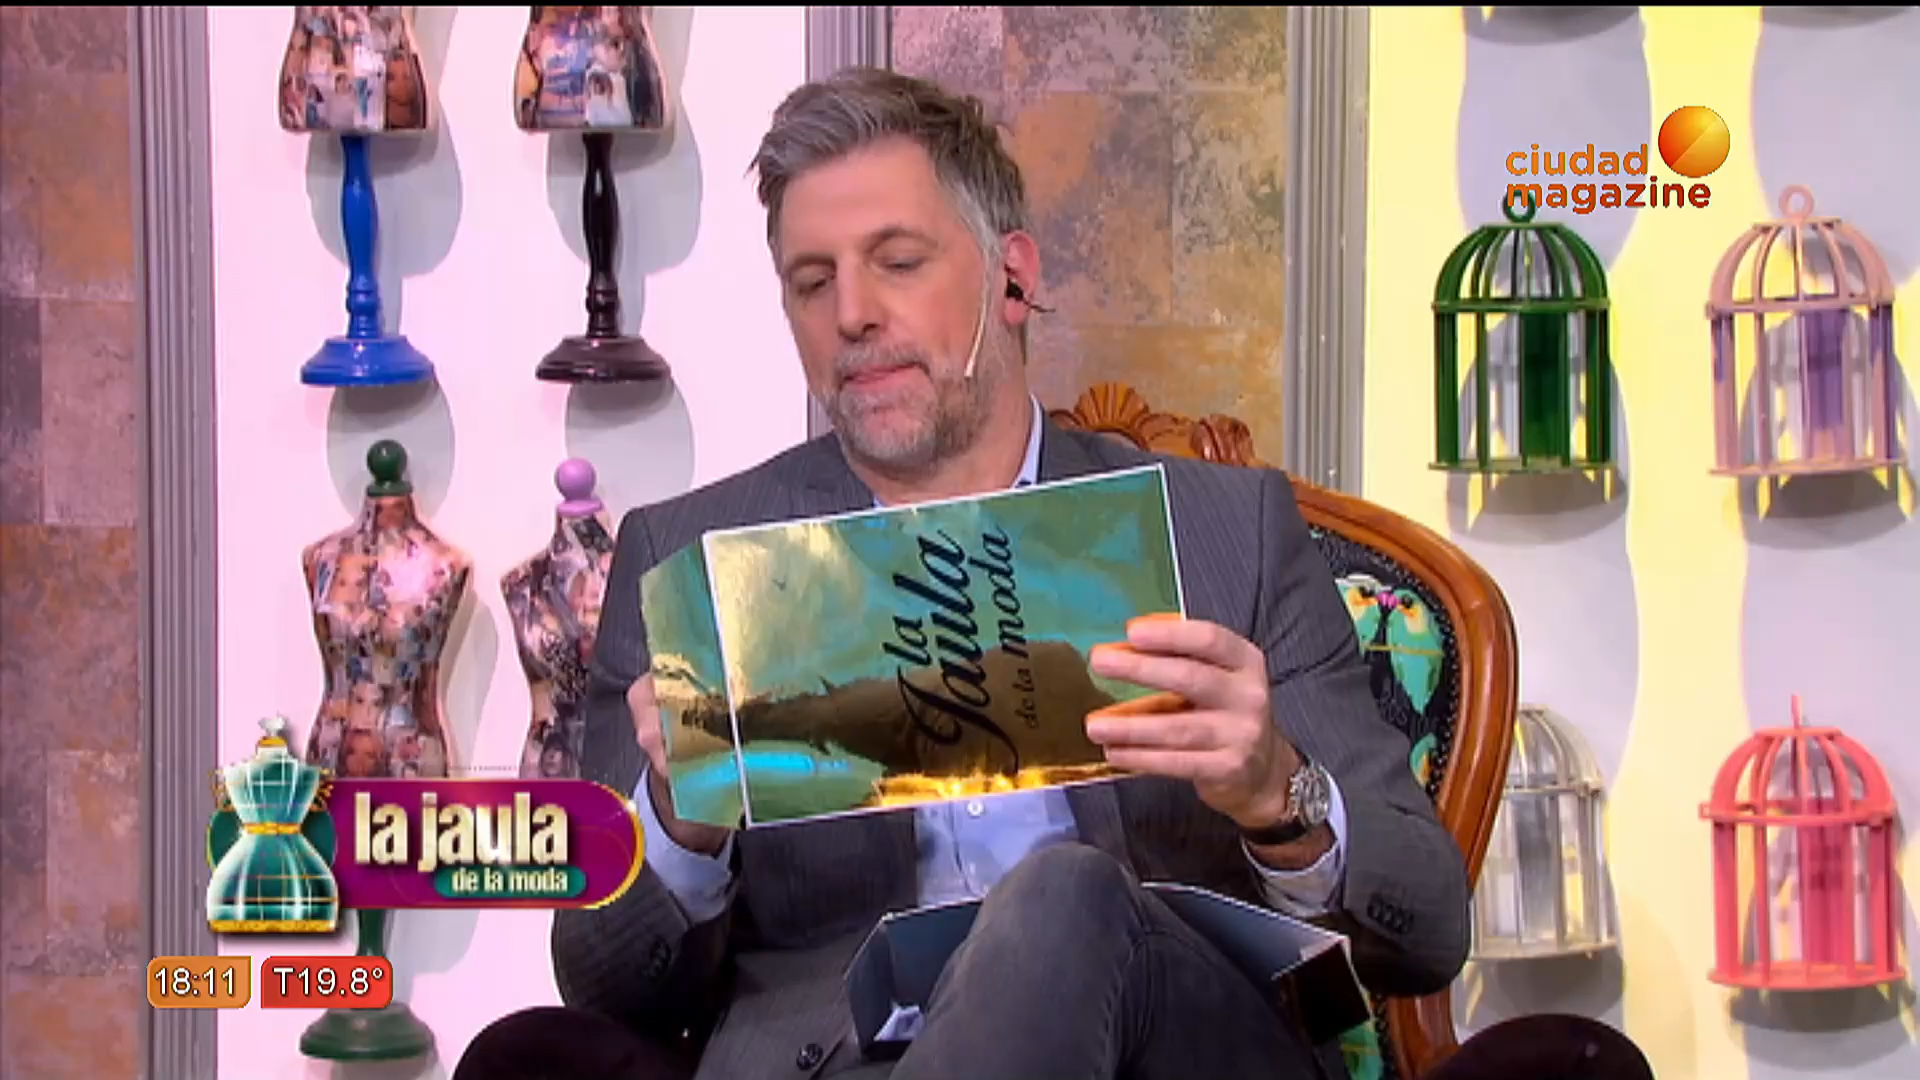 ciudad
magazine
la
Jaula
de la moda
la jaula
de la moda
18:11
T19.8°